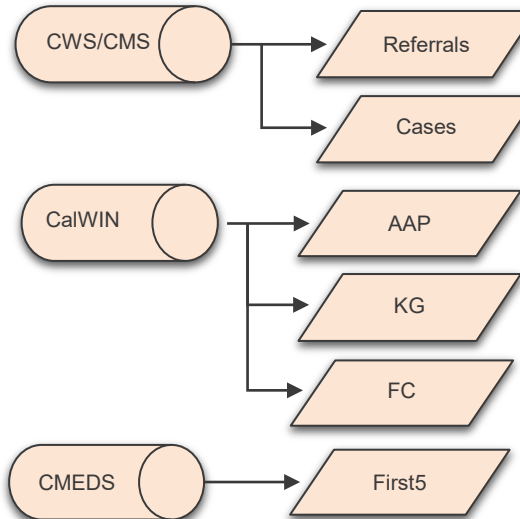 CWS/CMS
Referrals
Cases
CalWIN
AAP
KG
FC
CMEDS
First5